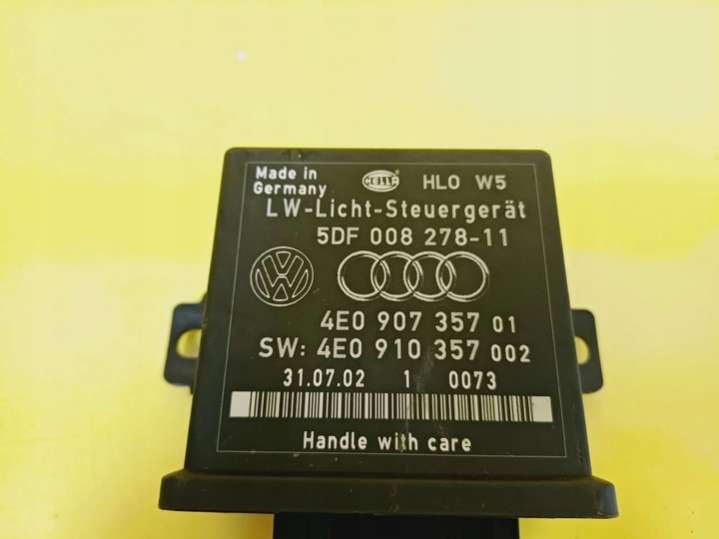 Made in
Germany
HELLA
HLO W5
LW-Licht-Steuergerät
5DF 008 278-11
4E0 907 357 01
SW: 4E0 910 357 002
31.07.02 1 0073
Handle with care